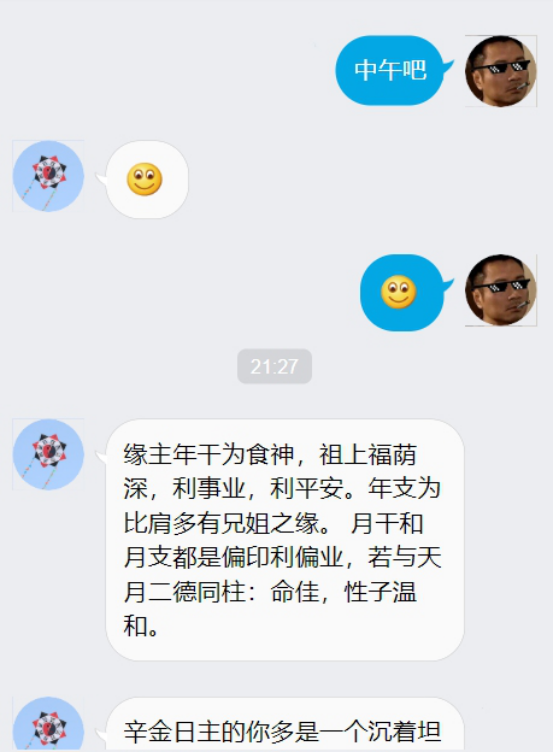 中午吧
21:27
缘主年干为食神，祖上福荫
深，利事业，利平安。年支为
比肩多有兄姐之缘。 月干和
月支都是偏印利偏业，若与天
月二德同柱：命佳，性子温
和。
辛金日主的你多是一个沉着坦